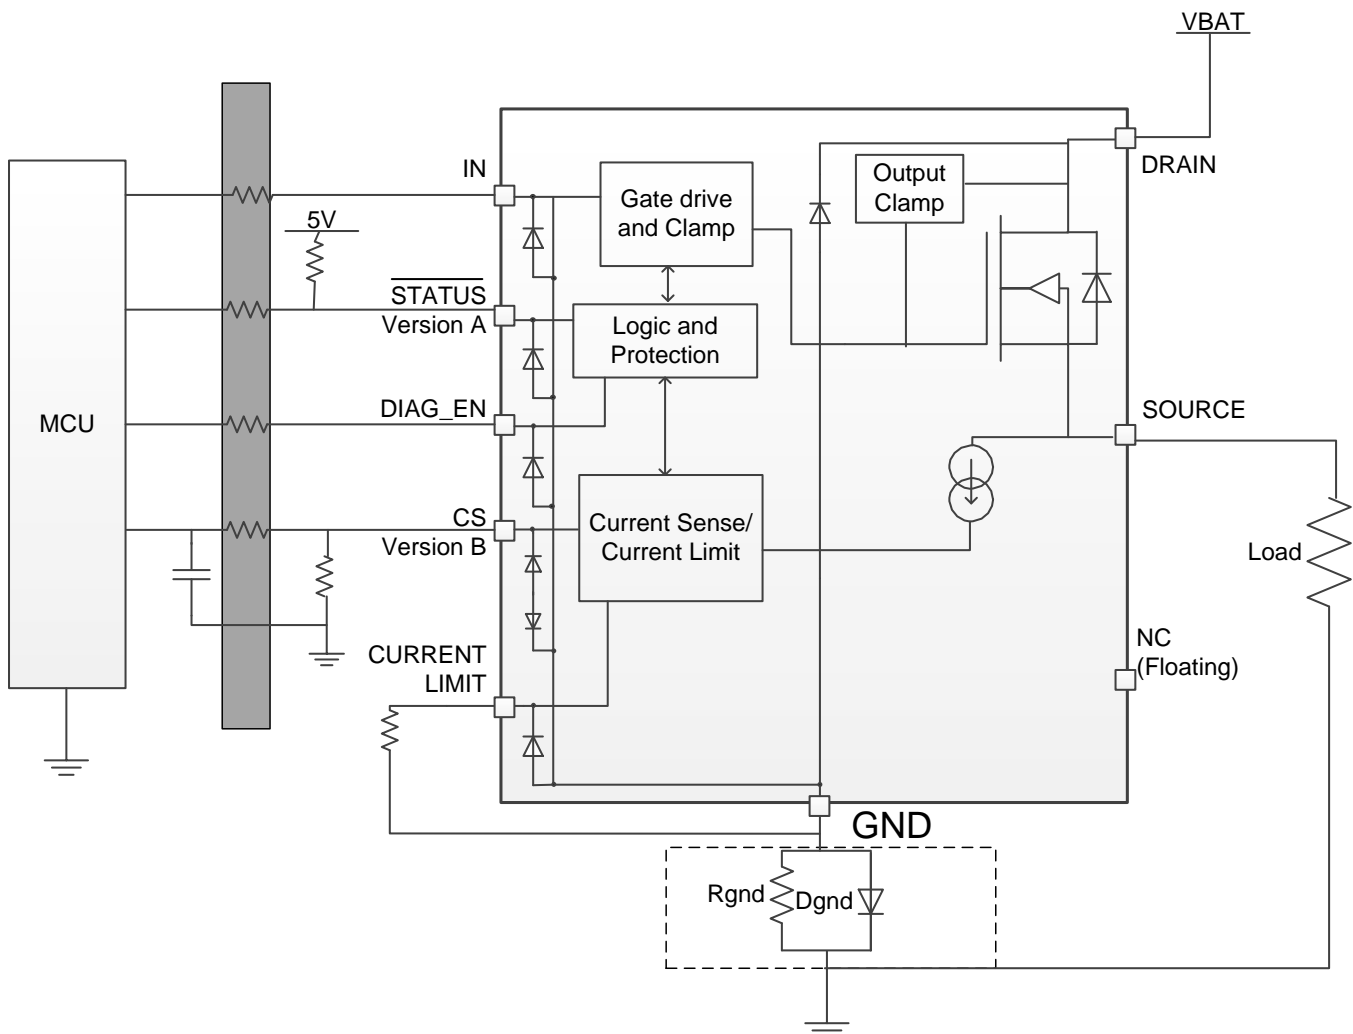 VBAT
IN
DRAIN
Gate drive
and Clamp
Output
Clamp
5V
STATUS
Version A
Logic and
Protection
MCU
DIAG_EN
SOURCE
CS
Version B
Current Sense/
Current Limit
Load
NC
(Floating)
CURRENT
LIMIT
GND
Rgnd
Dgnd